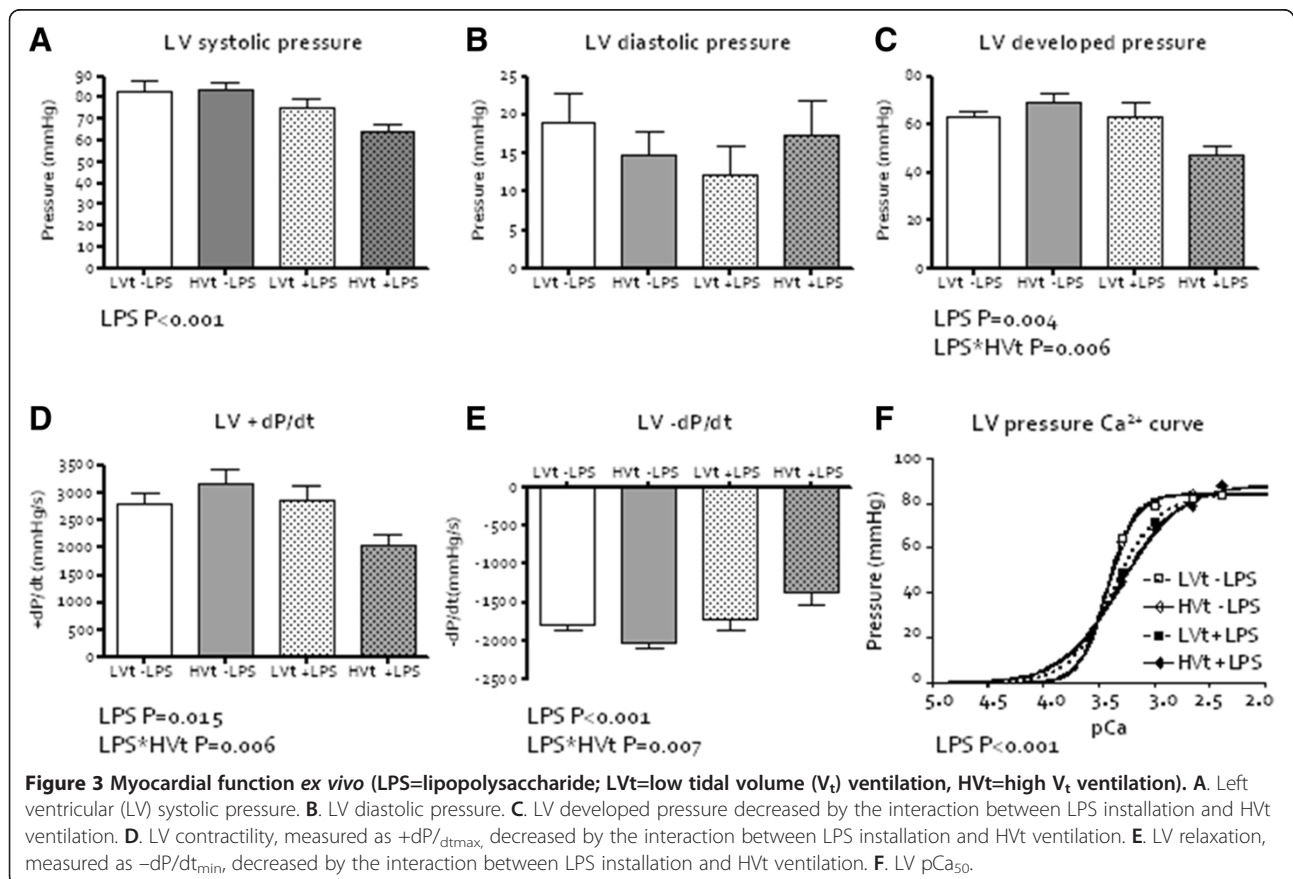 A LV systolic pressure
Pressure (mmHg)
90
80
70
60
50
40
30
20
10
0
LVt -LPS HVt -LPS LVt +LPS HVt +LPS
LPS P<0.001
B LV diastolic pressure
Pressure (mmHg)
25
20
15
10
5
0
LVt -LPS HVt -LPS LVt +LPS HVt +LPS
C LV developed pressure
Pressure (mmHg)
80
60
40
20
0
LVt -LPS HVt -LPS LVt +LPS HVt +LPS
LPS P=0.004
LPS*HVt P=0.006
D LV +dP/dt
+dP/dt (mmHg/s)
3500
3000
2500
2000
1500
1000
500
0
LVt -LPS HVt -LPS LVt +LPS HVt +LPS
LPS P=0.015
LPS*HVt P=0.006
E LV -dP/dt
LVt -LPS HVt -LPS LVt +LPS HVt +LPS
-dP/dt(mmHg/s)
0
-500
-1000
-1500
-2000
-2500
LPS P<0.001
LPS*HVt P=0.007
F LV pressure Ca²⁺ curve
Pressure (mmHg)
100
80
60
40
20
0
LVt -LPS
HVt -LPS
LVt +LPS
HVt +LPS
5.0 4.5 4.0 3.5 3.0 2.5 2.0
pCa
LPS P<0.001
Figure 3 Myocardial function ex vivo (LPS=lipopolysaccharide; LVt=low tidal volume (Vt) ventilation, HVt=high Vt ventilation). A. Left
ventricular (LV) systolic pressure. B. LV diastolic pressure. C. LV developed pressure decreased by the interaction between LPS installation and HVt
ventilation. D. LV contractility, measured as +dP/dtmax, decreased by the interaction between LPS installation and HVt ventilation. E. LV relaxation,
measured as –dP/dtmin, decreased by the interaction between LPS installation and HVt ventilation. F. LV pCa50.